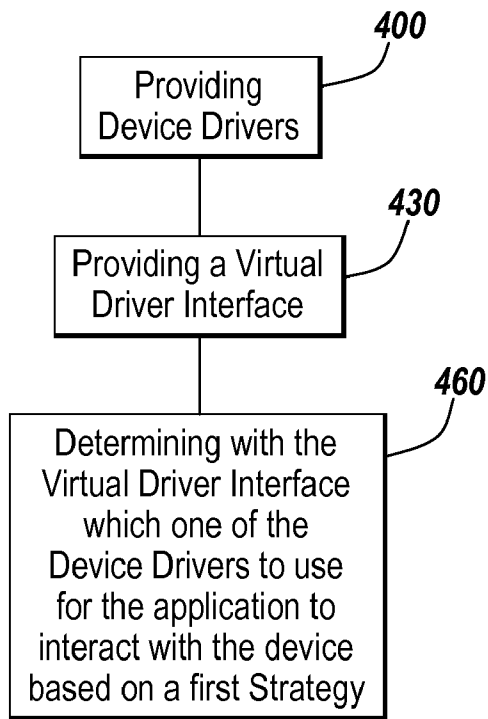 400
Providing
Device Drivers
430
Providing a Virtual
Driver Interface
460
Determining with the
Virtual Driver Interface
which one of the
Device Drivers to use
for the application to
interact with the device
based on a first Strategy